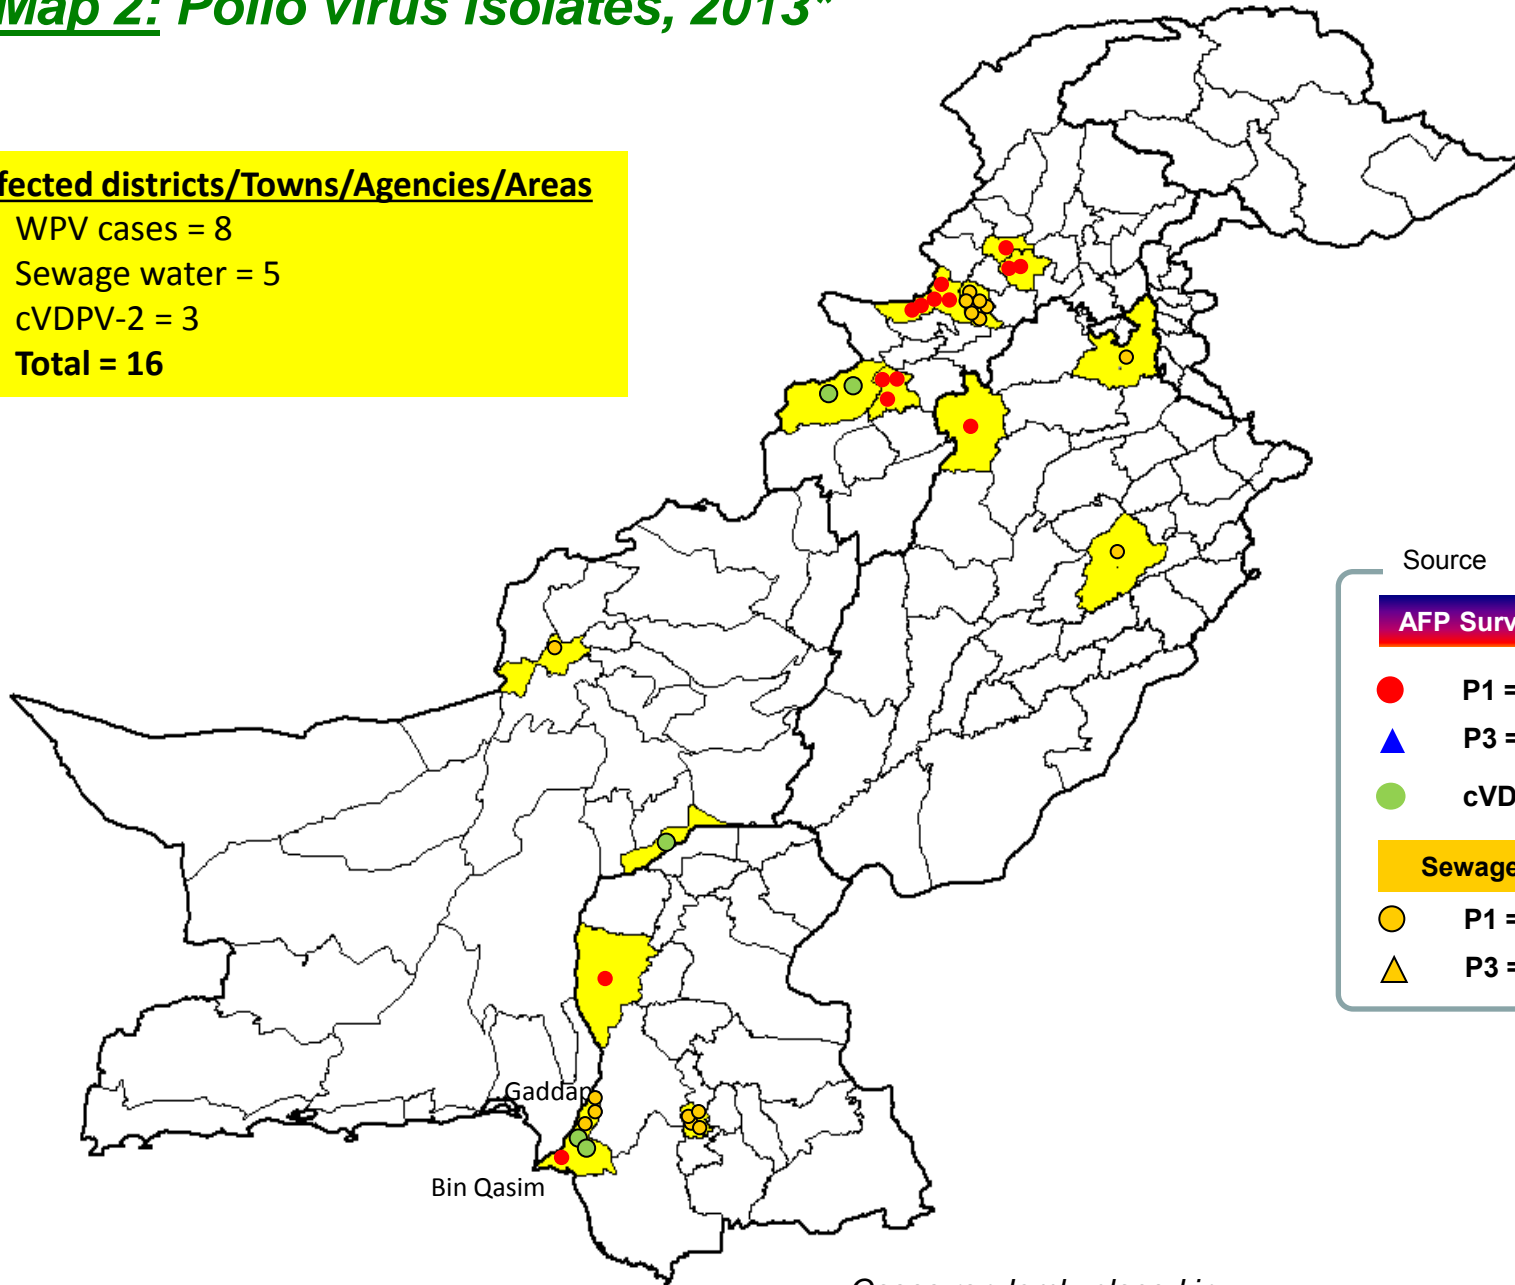 Map 2: Polio virus isolates, 2013*
fected districts/Towns/Agencies/Areas
WPV cases = 8
Sewage water = 5
cVDPV-2 = 3
Total = 16
Source
AFP Surv
P1 =
P3 =
cVD
Sewage
P1 =
P3 =
Gaddap
Bin Qasim